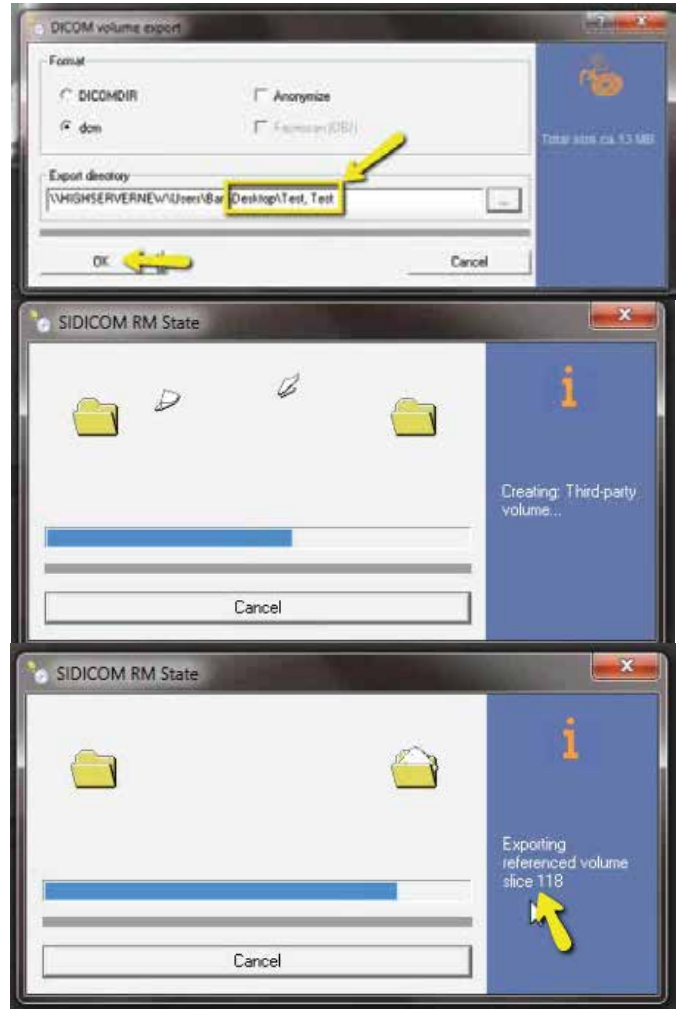 DICOM volume export
Format
DICOMDIR
Anonymize
dcm
Export directory
\\HIGHSERVERNEW\Users\Bar Desktop\Test, Test
...
Total size ca. 13 MB
OK
Cancel
SIDICOM RM State
x
i
Creating: Third-party
volume...
Cancel
SIDICOM RM State
x
i
Exporting
referenced volume
slice 118
Cancel